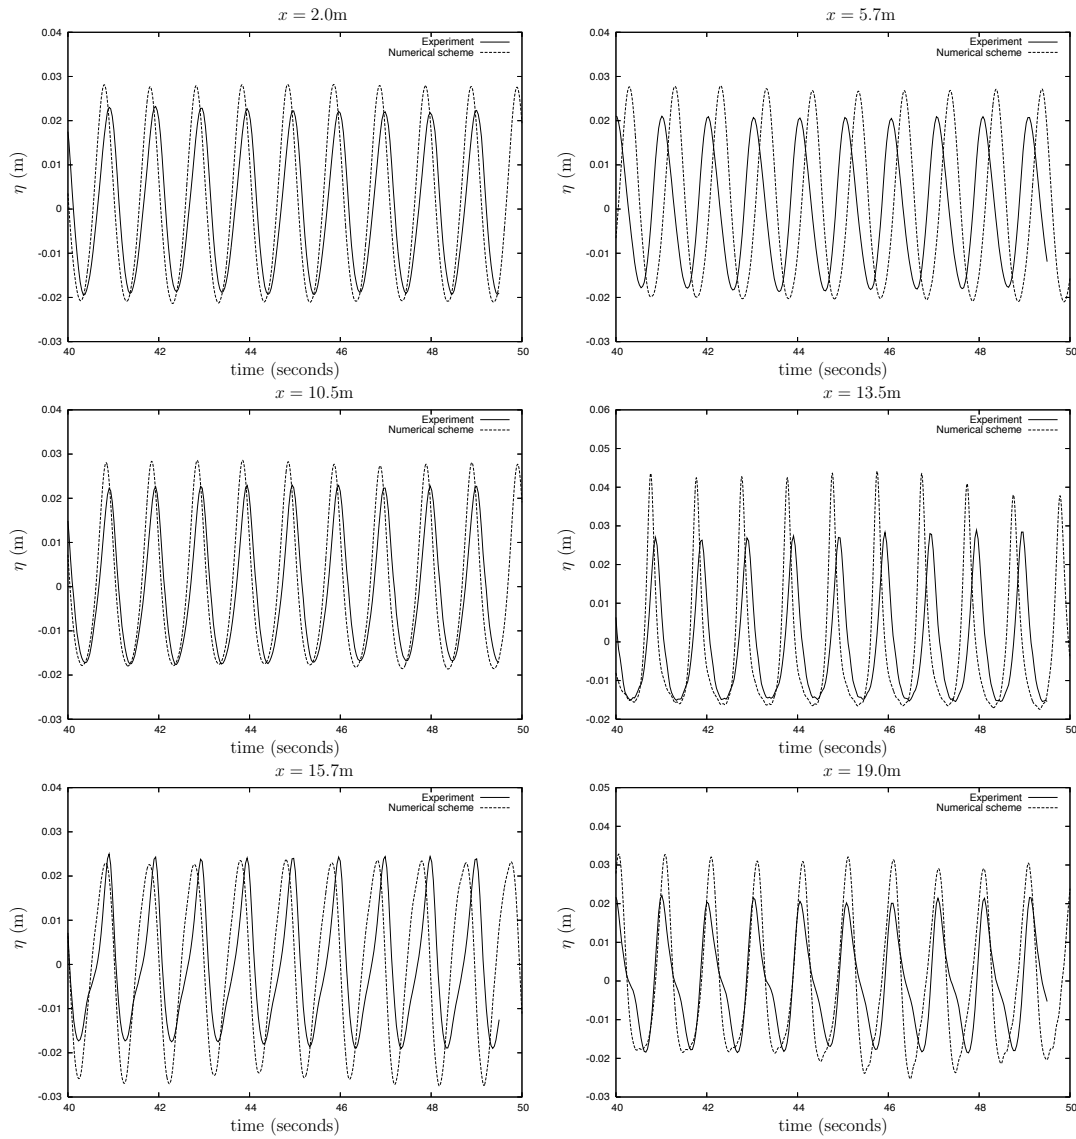 x = 2.0m
0.04
0.03
0.02
0.01
0
-0.01
-0.02
-0.03
40 42 44 46 48 50
η (m)
time (seconds)
Experiment
Numerical scheme
x = 5.7m
0.04
0.03
0.02
0.01
0
-0.01
-0.02
-0.03
40 42 44 46 48 50
η (m)
time (seconds)
Experiment
Numerical scheme
x = 10.5m
0.04
0.03
0.02
0.01
0
-0.01
-0.02
-0.03
40 42 44 46 48 50
η (m)
time (seconds)
Experiment
Numerical scheme
x = 13.5m
0.06
0.05
0.04
0.03
0.02
0.01
0
-0.01
-0.02
40 42 44 46 48 50
η (m)
time (seconds)
Experiment
Numerical scheme
x = 15.7m
0.04
0.03
0.02
0.01
0
-0.01
-0.02
-0.03
40 42 44 46 48 50
η (m)
time (seconds)
Experiment
Numerical scheme
x = 19.0m
0.05
0.04
0.03
0.02
0.01
0
-0.01
-0.02
-0.03
40 42 44 46 48 50
η (m)
time (seconds)
Experiment
Numerical scheme